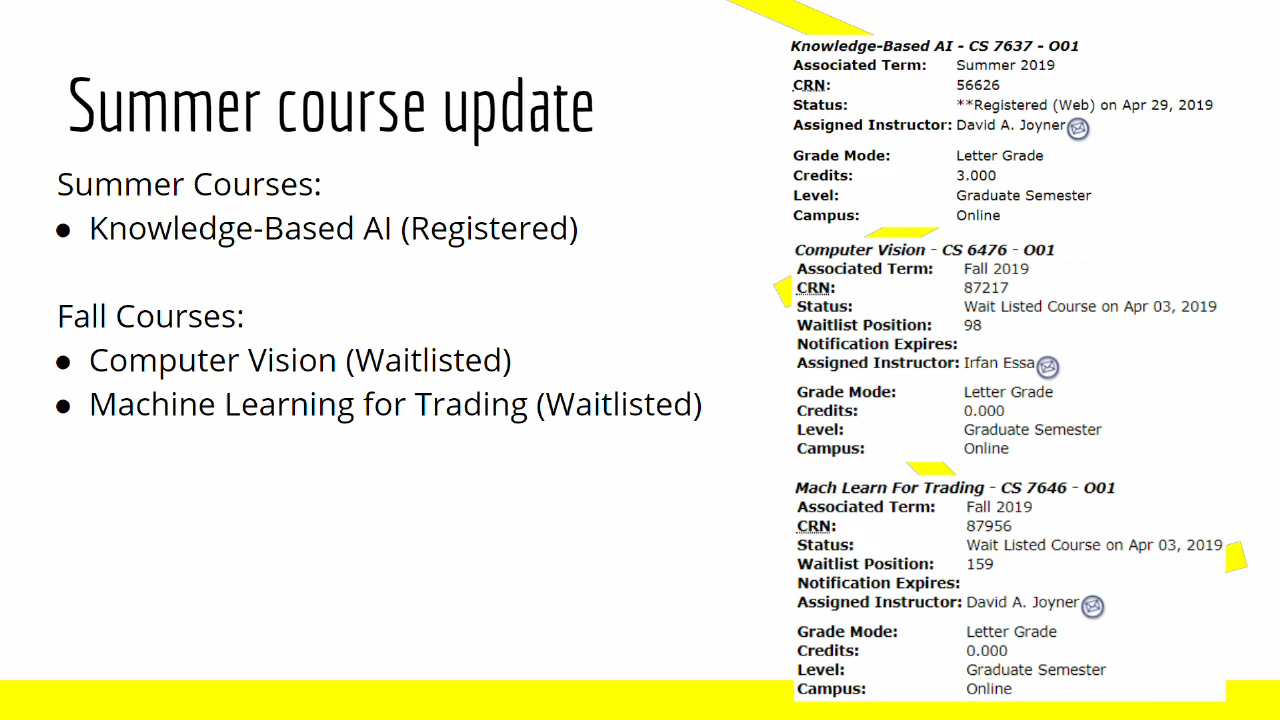 Summer course update
Summer Courses:
● Knowledge-Based AI (Registered)
Fall Courses:
● Computer Vision (Waitlisted)
● Machine Learning for Trading (Waitlisted)
Knowledge-Based AI - CS 7637 - O01
Associated Term: Summer 2019
CRN: 56626
Status: **Registered (Web) on Apr 29, 2019
Assigned Instructor: David A. Joyner
Grade Mode: Letter Grade
Credits: 3.000
Level: Graduate Semester
Campus: Online
Computer Vision - CS 6476 - O01
Associated Term: Fall 2019
CRN: 87217
Status: Wait Listed Course on Apr 03, 2019
Waitlist Position: 98
Notification Expires:
Assigned Instructor: Irfan Essa
Grade Mode: Letter Grade
Credits: 0.000
Level: Graduate Semester
Campus: Online
Mach Learn For Trading - CS 7646 - O01
Associated Term: Fall 2019
CRN: 87956
Status: Wait Listed Course on Apr 03, 2019
Waitlist Position: 159
Notification Expires:
Assigned Instructor: David A. Joyner
Grade Mode: Letter Grade
Credits: 0.000
Level: Graduate Semester
Campus: Online